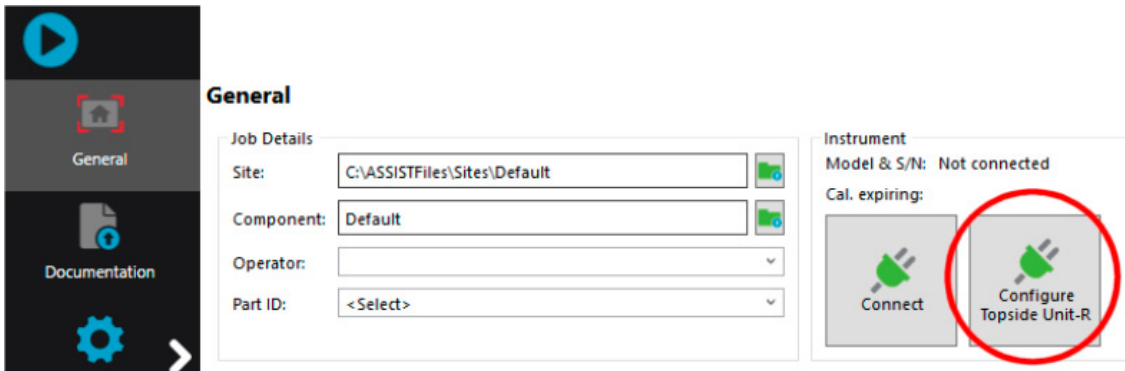 General
Documentation
General
Job Details
Site: C:\ASSISTFiles\Sites\Default
Component: Default
Operator:
Part ID: <Select>
Instrument
Model & S/N: Not connected
Cal. expiring:
Connect
Configure
Topside Unit-R